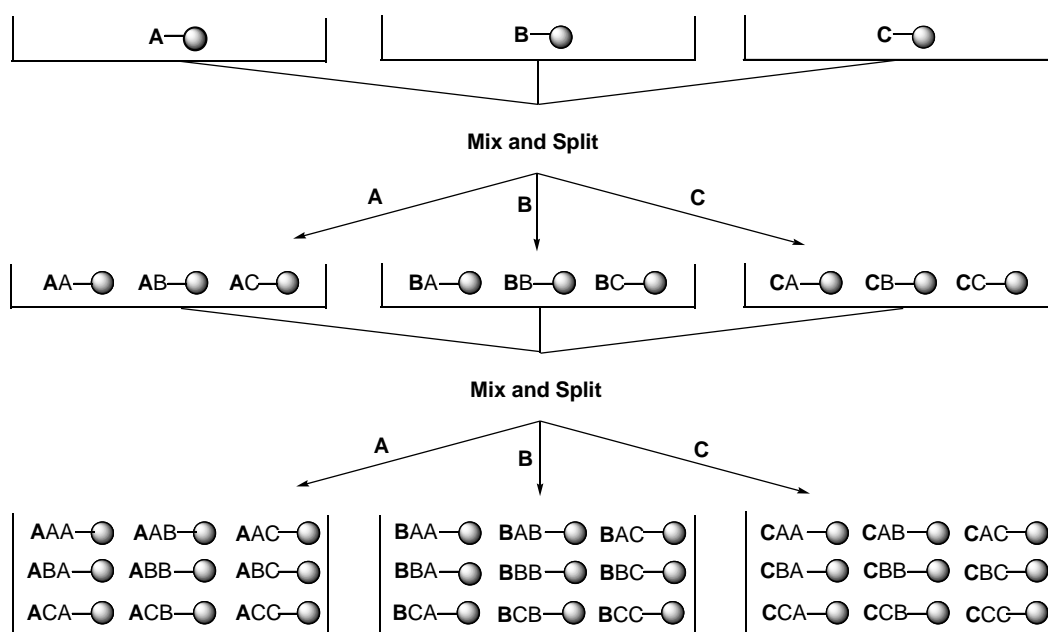 A B C
Mix and Split
A B C
AA AB AC BA BB BC CA CB CC
Mix and Split
A B C
AAA AAB AAC BAA BAB BAC CAA CAB CAC
ABA ABB ABC BBA BBB BBC CBA CBB CBC
ACA ACB ACC BCA BCB BCC CCA CCB CCC